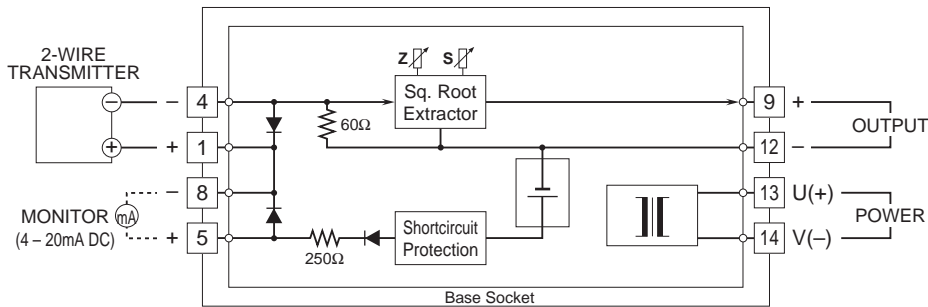 2-WIRE
TRANSMITTER
−
+
− 4
+ 1
− 8
+ 5
MONITOR mA
(4 – 20mA DC)
Z S
Sq. Root
Extractor
60Ω
250Ω
Shortcircuit
Protection
9 +
12 −
OUTPUT
13 U(+)
14 V(–)
POWER
Base Socket